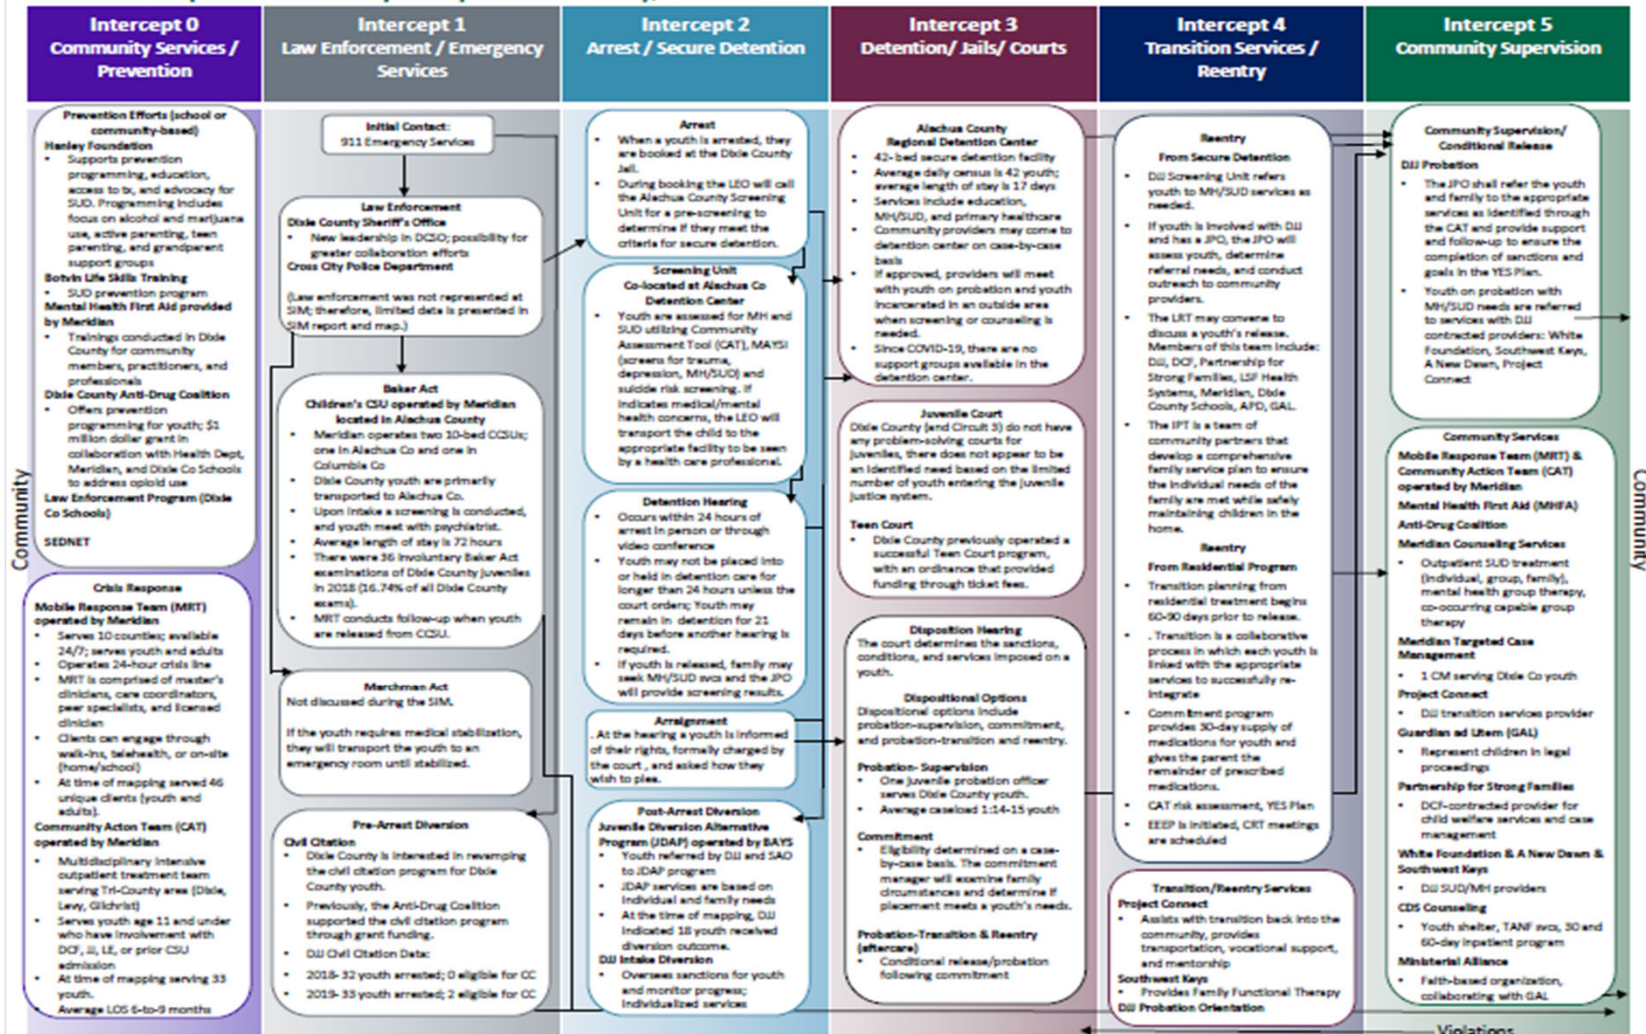 Intercept 0
Community Services /
Prevention
Intercept 1
Law Enforcement / Emergency
Services
Intercept 2
Arrest / Secure Detention
Intercept 3
Detention/ Jails/ Courts
Intercept 4
Transition Services /
Reentry
Intercept 5
Community Supervision
Community
Prevention Efforts (school or
community-based)
Hanley Foundation
• Supports prevention
programming, education,
access to tx, and advocacy for
SUD. Programming includes
focus on alcohol and marijuana
use, active parenting, teen
parenting, and grandparent
support groups
Botvin Life Skills Training
• SUD prevention program
Mental Health First Aid provided
by Meridian
• Trainings conducted in Dixie
County for community
members, practitioners, and
professionals
Dixie County Anti-Drug Coalition
• Offers prevention
programming for youth; $1
million dollar grant in
collaboration with Health Dept,
Meridian, and Dixie Co Schools
to address opioid use
Law Enforcement Program (Dixie
Co Schools)
SEDNET
Crisis Response
Mobile Response Team (MRT)
operated by Meridian
• Serves 10 counties; available
24/7; serves youth and adults
• Operates 24-hour crisis line
• MRT is comprised of master's
clinicians, care coordinators,
peer specialists, and licensed
clinician
• Clients can engage through
walk-ins, telehealth, or on-site
(home/school)
• At time of mapping served 46
unique clients (youth and
adults).
Community Acton Team (CAT)
operated by Meridian
• Multidisciplinary intensive
outpatient treatment team
serving Tri-County area (Dixie,
Levy, Gilchrist)
• Serves youth age 11 and under
who have involvement with
DCF, JJ, LE, or prior CSU
admission
• At time of mapping serving 33
youth.
Average LOS 6-to-9 months
Initial Contact:
911 Emergency Services
Law Enforcement
Dixie County Sheriff's Office
• New leadership in DCSO; possibility for
greater collaboration efforts
Cross City Police Department
(Law enforcement was not represented at
SIM; therefore, limited data is presented in
SIM report and map.)
Baker Act
Children's CSU operated by Meridian
located in Alachua County
• Meridian operates two 10-bed CCSUs;
one in Alachua Co and one in
Columbia Co
• Dixie County youth are primarily
transported to Alachua Co.
• Upon intake a screening is conducted,
and youth meet with psychiatrist.
• Average length of stay is 72 hours
• There were 36 involuntary Baker Act
examinations of Dixie County juveniles
in 2018 (16.74% of all Dixie County
exams).
• MRT conducts follow-up when youth
are released from CCSU.
Marchman Act
Not discussed during the SIM.
If the youth requires medical stabilization,
they will transport the youth to an
emergency room until stabilized.
Pre-Arrest Diversion
Civil Citation
• Dixie County is interested in revamping
the civil citation program for Dixie
County youth.
• Previously, the Anti-Drug Coalition
supported the civil citation program
through grant funding.
• DJJ Civil Citation Data:
• 2018- 32 youth arrested; 0 eligible for CC
• 2019- 33 youth arrested; 2 eligible for CC
Arrest
• When a youth is arrested, they
are booked at the Dixie County
Jail.
• During booking the LEO will call
the Alachua County Screening
Unit for a pre-screening to
determine if they meet the
criteria for secure detention.
Screening Unit
Co-located at Alachua Co
Detention Center
• Youth are assessed for MH and
SUD utilizing Community
Assessment Tool (CAT), MAYSI
(screens for trauma,
depression, MH/SUD) and
suicide risk screening. If
indicates medical/mental
health concerns, the LEO will
transport the child to the
appropriate facility to be seen
by a health care professional.
Detention Hearing
• Occurs within 24 hours of
arrest in person or through
video conference
• Youth may not be placed into
or held in detention care for
longer than 24 hours unless the
court orders; Youth may
remain in detention for 21
days before another hearing is
required.
• If youth is released, family may
seek MH/SUD svcs and the JPO
will provide screening results.
Arraignment
. At the hearing a youth is informed
of their rights, formally charged by
the court , and asked how they
wish to plea.
Post-Arrest Diversion
Juvenile Diversion Alternative
Program (JDAP) operated by BAYS
• Youth referred by DJJ and SAO
to JDAP program
• JDAP services are based on
individual and family needs
• At the time of mapping, DJJ
indicated 18 youth received
diversion outcome.
DJJ Intake Diversion
• Oversees sanctions for youth
and monitor progress;
individualized services
Alachua County
Regional Detention Center
• 42- bed secure detention facility
• Average daily census is 42 youth;
average length of stay is 17 days
• Services include education,
MH/SUD, and primary healthcare
• Community providers may come to
detention center on case-by-case
basis
• If approved, providers will meet
with youth on probation and youth
incarcerated in an outside area
when screening or counseling is
needed.
• Since COVID-19, there are no
support groups available in the
detention center.
Juvenile Court
Dixie County (and Circuit 3) do not have
any problem-solving courts for
juveniles, there does not appear to be
an identified need based on the limited
number of youth entering the juvenile
justice system.
Teen Court
• Dixie County previously operated a
successful Teen Court program,
with an ordinance that provided
funding through ticket fees.
Disposition Hearing
The court determines the sanctions,
conditions, and services imposed on a
youth.
Dispositional Options
Dispositional options include
probation-supervision, commitment,
and probation-transition and reentry.
Probation- Supervision
• One juvenile probation officer
serves Dixie County youth.
• Average caseload 1:14-15 youth
Commitment
• Eligibility determined on a case-
by-case basis. The commitment
manager will examine family
circumstances and determine if
placement meets a youth's needs.
Probation-Transition & Reentry
(aftercare)
• Conditional release/probation
following commitment
Reentry
From Secure Detention
• DJJ Screening Unit refers
youth to MH/SUD services as
needed.
• If youth is involved with DJJ
and has a JPO, the JPO will
assess youth, determine
referral needs, and conduct
outreach to community
providers.
• The LRT may convene to
discuss a youth's release.
Members of this team include:
DJJ, DCF, Partnership for
Strong Families, LSF Health
Systems, Meridian, Dixie
County Schools, APD, GAL.
• The IPT is a team of
community partners that
develop a comprehensive
family service plan to ensure
the individual needs of the
family are met while safely
maintaining children in the
home.
Reentry
From Residential Program
• Transition planning from
residential treatment begins
60-90 days prior to release.
• . Transition is a collaborative
process in which each youth is
linked with the appropriate
services to successfully re-
integrate
• Commitment program
provides 30-day supply of
medications for youth and
gives the parent the
remainder of prescribed
medications.
• CAT risk assessment, YES Plan
• EEEP is initiated, CRT meetings
are scheduled
Transition/Reentry Services
Project Connect
• Assists with transition back into the
community, provides
transportation, vocational support,
and mentorship
Southwest Keys
• Provides Family Functional Therapy
DJJ Probation Orientation
Community Supervision/
Conditional Release
DJJ Probation
• The JPO shall refer the youth
and family to the appropriate
services as identified through
the CAT and provide support
and follow-up to ensure the
completion of sanctions and
goals in the YES Plan.
• Youth on probation with
MH/SUD needs are referred
to services with DJJ
contracted providers: White
Foundation, Southwest Keys,
A New Dawn, Project
Connect
Community Services
Mobile Response Team (MRT) &
Community Action Team (CAT)
operated by Meridian
Mental Health First Aid (MHFA)
Anti-Drug Coalition
Meridian Counseling Services
• Outpatient SUD treatment
(individual, group, family),
mental health group therapy,
co-occurring capable group
therapy
Meridian Targeted Case
Management
• 1 CM serving Dixie Co youth
Project Connect
• DJJ transition services provider
Guardian ad Litem (GAL)
• Represent children in legal
proceedings
Partnership for Strong Families
• DCF-contracted provider for
child welfare services and case
management
White Foundation & A New Dawn &
Southwest Keys
• DJJ SUD/MH providers
CDS Counseling
• Youth shelter, TANF svcs, 30 and
60-day inpatient program
Ministerial Alliance
• Faith-based organization,
collaborating with GAL
Community
Violations